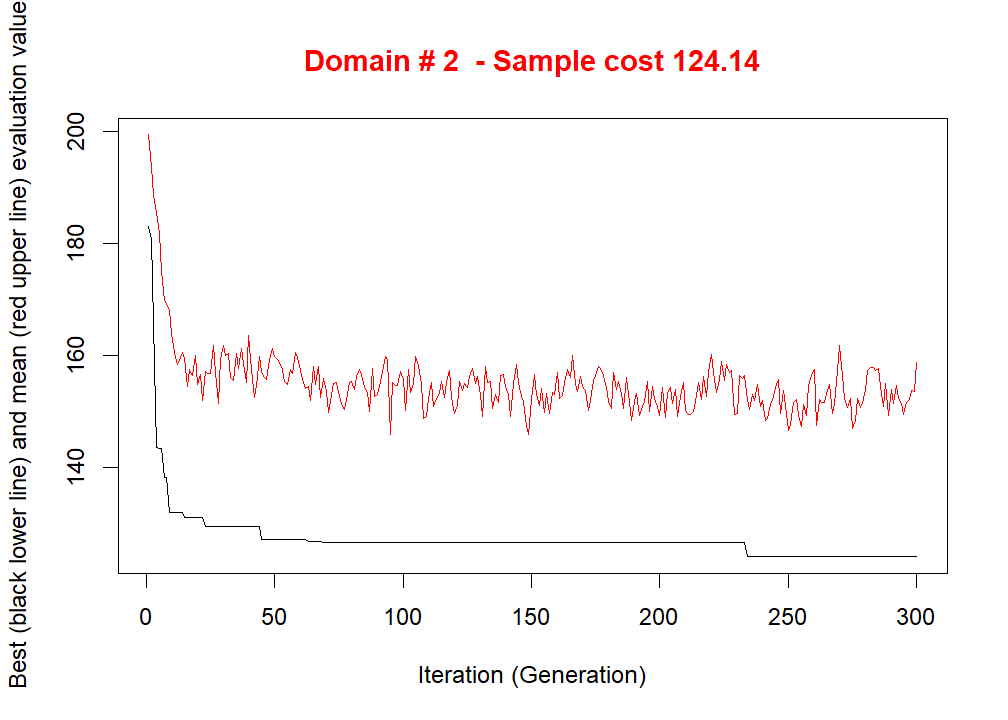 Domain # 2  - Sample cost 124.14
Best (black lower line) and mean (red upper line) evaluation value
200
180
160
140
0 50 100 150 200 250 300
Iteration (Generation)